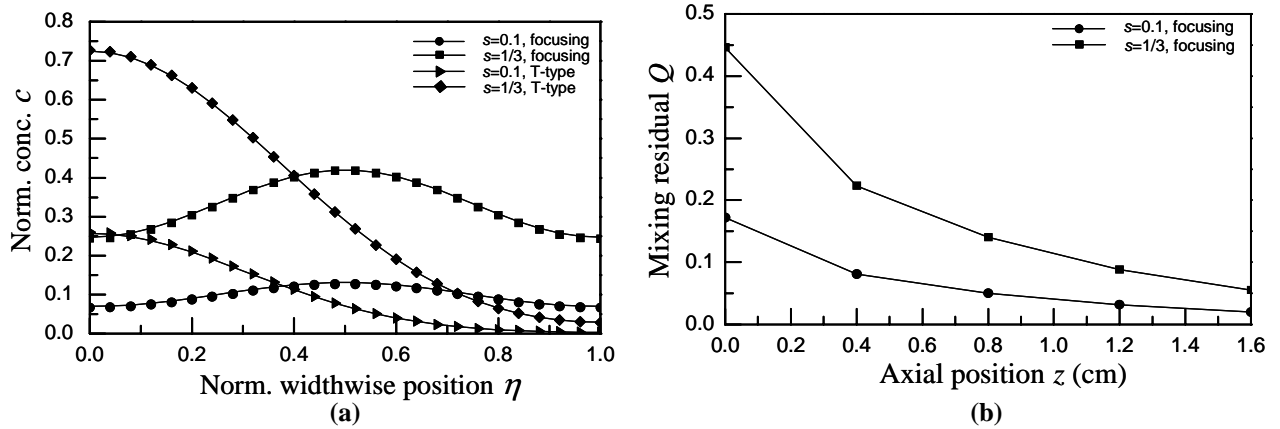 0.8
0.7
0.6
0.5
0.4
0.3
0.2
0.1
0.0
Norm. conc. c
s=0.1, focusing
s=1/3, focusing
s=0.1, T-type
s=1/3, T-type
0.0 0.2 0.4 0.6 0.8 1.0
Norm. widthwise position η
(a)
0.5
0.4
0.3
0.2
0.1
0.0
Mixing residual Q
s=0.1, focusing
s=1/3, focusing
0.0 0.2 0.4 0.6 0.8 1.0 1.2 1.4 1.6
Axial position z (cm)
(b)